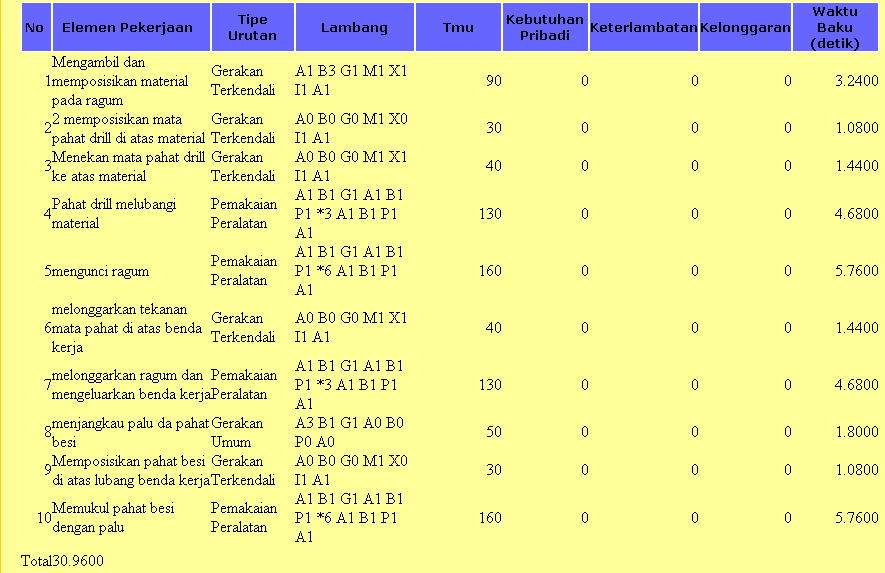 No Elemen Pekerjaan Tipe Urutan Lambang Tmu Kebutuhan Pribadi Keterlambatan Kelonggaran Waktu Baku (detik)
1 Mengambil dan memposisikan material pada ragum Gerakan Terkendali A1 B3 G1 M1 X1 I1 A1 90 0 0 0 3.2400
2 2 memposisikan mata pahat drill di atas material Gerakan Terkendali A0 B0 G0 M1 X0 I1 A1 30 0 0 0 1.0800
3 Menekan mata pahat drill ke atas material Gerakan Terkendali A0 B0 G0 M1 X1 I1 A1 40 0 0 0 1.4400
4 Pahat drill melubangi material Pemakaian Peralatan A1 B1 G1 A1 B1 P1 *3 A1 B1 P1 A1 130 0 0 0 4.6800
5 mengunci ragum Pemakaian Peralatan A1 B1 G1 A1 B1 P1 *6 A1 B1 P1 A1 160 0 0 0 5.7600
6 melonggarkan tekanan mata pahat di atas benda kerja Gerakan Terkendali A0 B0 G0 M1 X1 I1 A1 40 0 0 0 1.4400
7 melonggarkan ragum dan mengeluarkan benda kerja Pemakaian Peralatan A1 B1 G1 A1 B1 P1 *3 A1 B1 P1 A1 130 0 0 0 4.6800
8 menjangkau palu da pahat besi Gerakan Umum A3 B1 G1 A0 B0 P0 A0 50 0 0 0 1.8000
9 Memposisikan pahat besi di atas lubang benda kerja Gerakan Terkendali A0 B0 G0 M1 X0 I1 A1 30 0 0 0 1.0800
10 Memukul pahat besi dengan palu Pemakaian Peralatan A1 B1 G1 A1 B1 P1 *6 A1 B1 P1 A1 160 0 0 0 5.7600
Total 30.9600